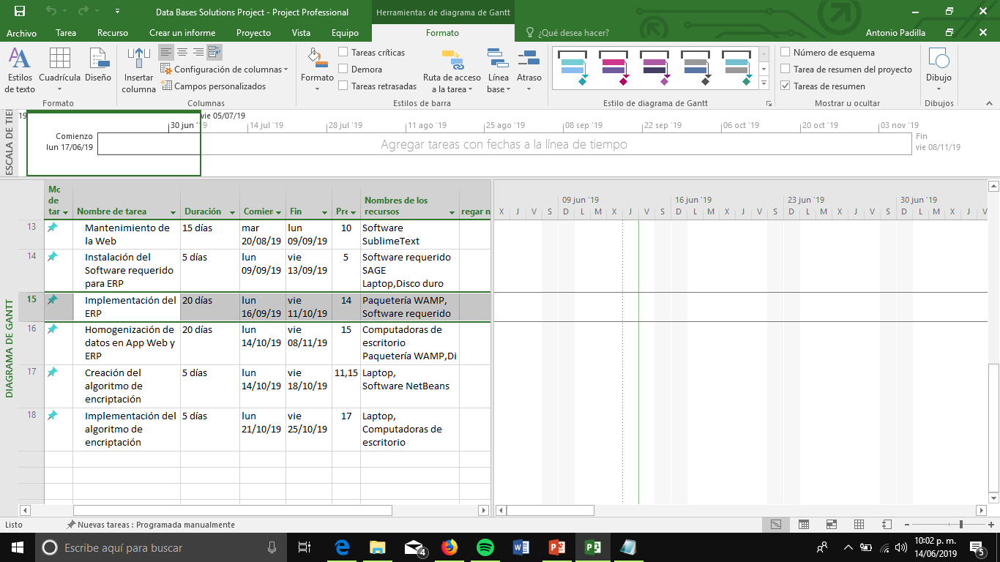 Data Bases Solutions Project - Project Professional
Herramientas de diagrama de Gantt
Archivo Tarea Recurso Crear un informe Proyecto Vista Equipo Formato ¿Qué desea hacer? Antonio Padilla
Estilos de texto
Cuadrícula
Diseño
Formato
Insertar columna
Configuración de columnas
Campos personalizados
Columnas
Formato
Tareas críticas
Demora
Tareas retrasadas
Ruta de acceso a la tarea
Línea base
Atraso
Estilos de barra
Estilo de diagrama de Gantt
Número de esquema
Tarea de resumen del proyecto
Tareas de resumen
Mostrar u ocultar
Dibujo
Dibujos
ESCALA DE TIE
19
vie 05/07/19
30 jun '19 14 jul '19 28 jul '19 11 ago '19 25 ago '19 08 sep '19 22 sep '19 06 oct '19 20 oct '19 03 nov '19
Comienzo
lun 17/06/19
Agregar tareas con fechas a la línea de tiempo
Fin
vie 08/11/19
DIAGRAMA DE GANTT
Mo de tar Nombre de tarea Duración Comien Fin Pre Nombres de los recursos regar n
09 jun '19 16 jun '19 23 jun '19 30 jun '19
X J V S D L M X J V S D L M X J V S D L M X J V S D L M X J V
13 Mantenimiento de 15 días mar lun 10 Software
la Web 20/08/19 09/09/19 SublimeText
14 Instalación del 5 días lun vie 5 Software requerido
Software requerido 09/09/19 13/09/19 SAGE
para ERP Laptop,Disco duro
15 Implementación del 20 días lun vie 14 Paquetería WAMP,
ERP 16/09/19 11/10/19 Software requerido
16 Homogenización de 20 días lun vie 15 Computadoras de
datos en App Web y 14/10/19 08/11/19 escritorio
ERP Paquetería WAMP,Di
17 Creación del 5 días lun vie 11,15 Laptop,
algoritmo de 14/10/19 18/10/19 Software NetBeans
encriptación
18 Implementación del 5 días lun vie 17 Laptop,
algoritmo de 21/10/19 25/10/19 Computadoras de
encriptación escritorio
Listo Nuevas tareas : Programada manualmente
Escribe aquí para buscar
4
10:02 p. m.
14/06/2019
5